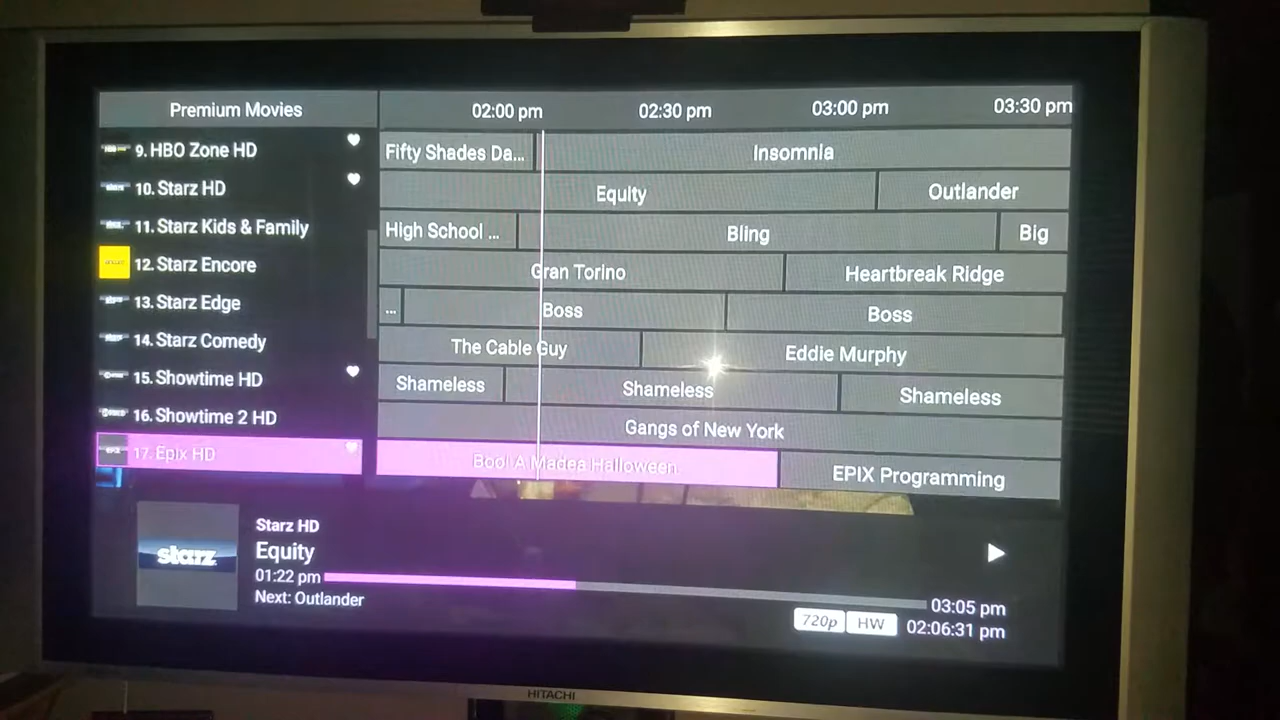 Premium Movies 02:00 pm 02:30 pm 03:00 pm 03:30 pm
9. HBO Zone HD Fifty Shades Da... Insomnia
10. Starz HD Equity Outlander
11. Starz Kids & Family High School ... Bling Big
12. Starz Encore Gran Torino Heartbreak Ridge
13. Starz Edge ... Boss Boss
14. Starz Comedy The Cable Guy Eddie Murphy
15. Showtime HD Shameless Shameless Shameless
16. Showtime 2 HD Gangs of New York
17. Epix HD Boo! A Madea Halloween EPIX Programming
Starz HD
starz
Equity
01:22 pm 03:05 pm
Next: Outlander 720p HW 02:06:31 pm
HITACHI